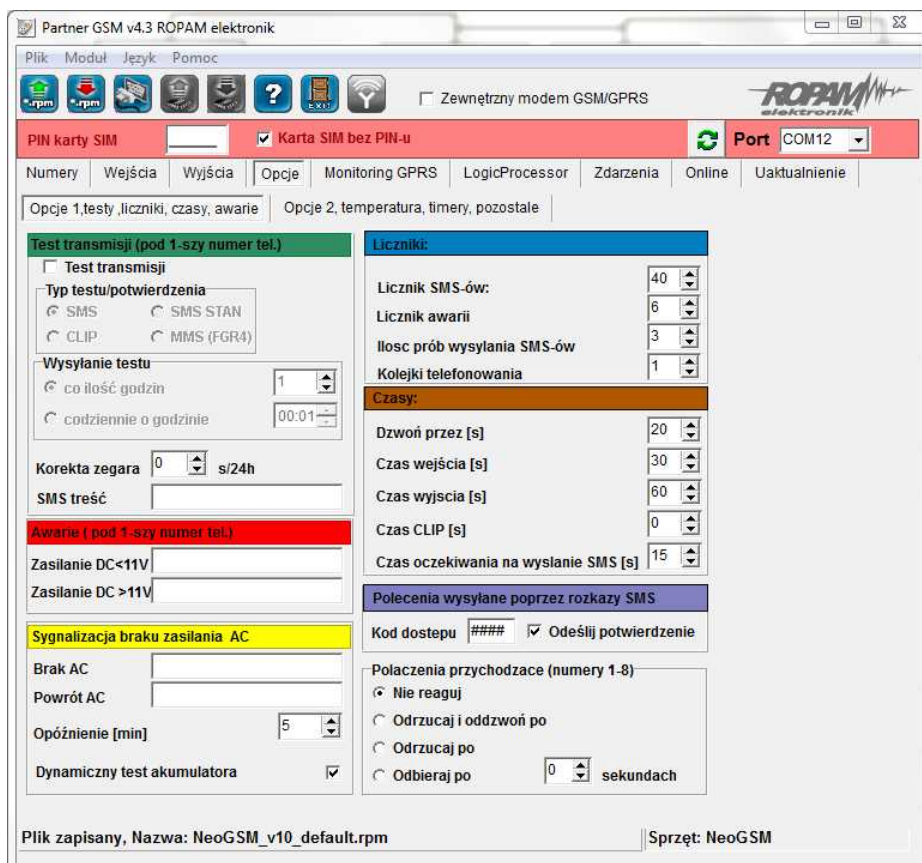 Partner GSM v4.3 ROPAM elektronik
Plik Moduł Język Pomoc
*.rpm *.rpm ? EXIT Zewnętrzny modem GSM/GPRS ROPAM elektronik
PIN karty SIM Karta SIM bez PIN-u Port COM12
Numery Wejścia Wyjścia Opcje Monitoring GPRS LogicProcessor Zdarzenia Online Uaktualnienie
Opcje 1,testy ,liczniki, czasy, awarie Opcje 2, temperatura, timery, pozostale
Test transmisji (pod 1-szy numer tel.)
Test transmisji
Typ testu/potwierdzenia
SMS SMS STAN
CLIP MMS (FGR4)
Wysyłanie testu
co ilość godzin 1
codziennie o godzinie 00:01
Korekta zegara 0 s/24h
SMS treść
Awarie ( pod 1-szy numer tel.)
Zasilanie DC<11V
Zasilanie DC >11V
Sygnalizacja braku zasilania AC
Brak AC
Powrót AC
Opóźnienie [min] 5
Dynamiczny test akumulatora
Liczniki:
Licznik SMS-ów: 40
Licznik awarii 6
Ilosc prób wysylania SMS-ów 3
Kolejki telefonowania 1
Czasy:
Dzwoń przez [s] 20
Czas wejścia [s] 30
Czas wyjscia [s] 60
Czas CLIP [s] 0
Czas oczekiwania na wyslanie SMS [s] 15
Polecenia wysyłane poprzez rozkazy SMS
Kod dostepu #### Odeślij potwierdzenie
Polaczenia przychodzace (numery 1-8)
Nie reaguj
Odrzucaj i oddzwoń po
Odrzucaj po
Odbieraj po 0 sekundach
Plik zapisany, Nazwa: NeoGSM_v10_default.rpm Sprzęt: NeoGSM